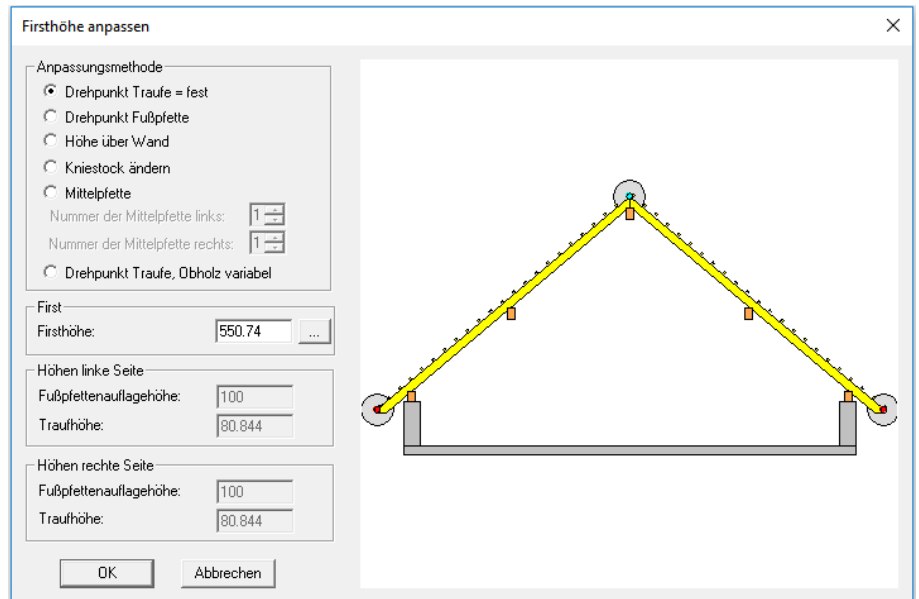 Firsthöhe anpassen
Anpassungsmethode
Drehpunkt Traufe = fest
Drehpunkt Fußpfette
Höhe über Wand
Kniestock ändern
Mittelpfette
Nummer der Mittelpfette links: 1
Nummer der Mittelpfette rechts: 1
Drehpunkt Traufe, Obholz variabel
First
Firsthöhe: 550.74 ...
Höhen linke Seite
Fußpfettenauflagehöhe: 100
Traufhöhe: 80.844
Höhen rechte Seite
Fußpfettenauflagehöhe: 100
Traufhöhe: 80.844
OK Abbrechen